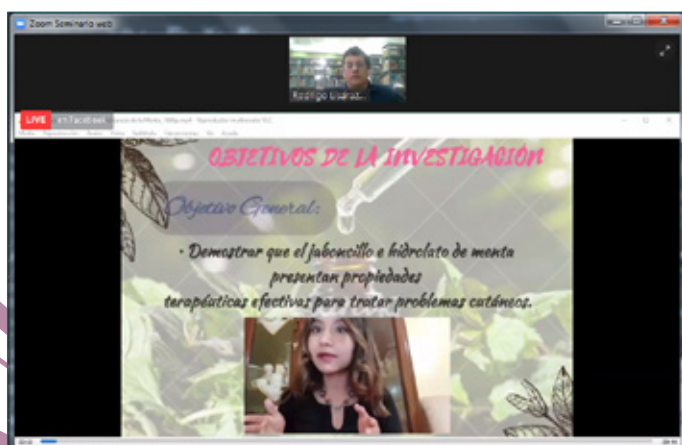 Zoom Seminario web
Rodrigo
LIVE en Facebook
OBJETIVOS DE LA INVESTIGACIÓN
Objetivo General:
• Demostrar que el jaboncillo e hidrolato de menta
presentan propiedades
terapéuticas efectivas para tratar problemas cutáneos.